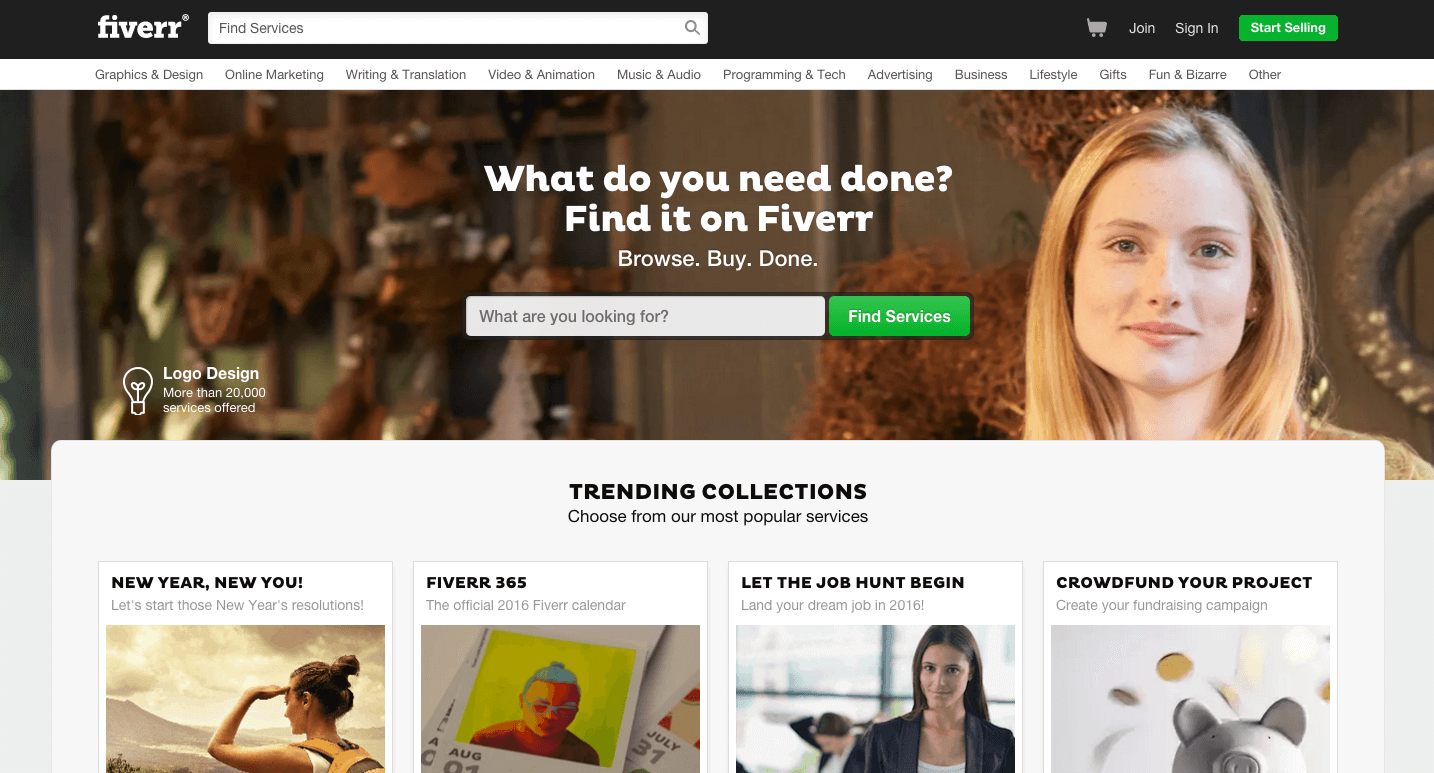 fiverr®
Find Services
Join
Sign In
Start Selling
Graphics & Design
Online Marketing
Writing & Translation
Video & Animation
Music & Audio
Programming & Tech
Advertising
Business
Lifestyle
Gifts
Fun & Bizarre
Other
What do you need done?
Find it on Fiverr
Browse. Buy. Done.
What are you looking for?
Find Services
Logo Design
More than 20,000
services offered
TRENDING COLLECTIONS
Choose from our most popular services
NEW YEAR, NEW YOU!
Let's start those New Year's resolutions!
FIVERR 365
The official 2016 Fiverr calendar
AUG
01
JULY
31
LET THE JOB HUNT BEGIN
Land your dream job in 2016!
CROWDFUND YOUR PROJECT
Create your fundraising campaign